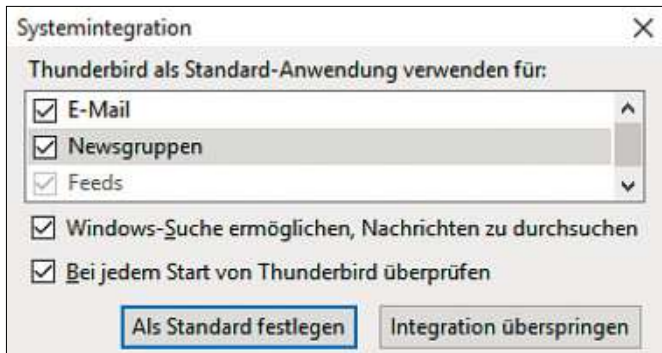 Systemintegration
Thunderbird als Standard-Anwendung verwenden für:
E-Mail
Newsgruppen
Feeds
Windows-Suche ermöglichen, Nachrichten zu durchsuchen
Bei jedem Start von Thunderbird überprüfen
Als Standard festlegen
Integration überspringen